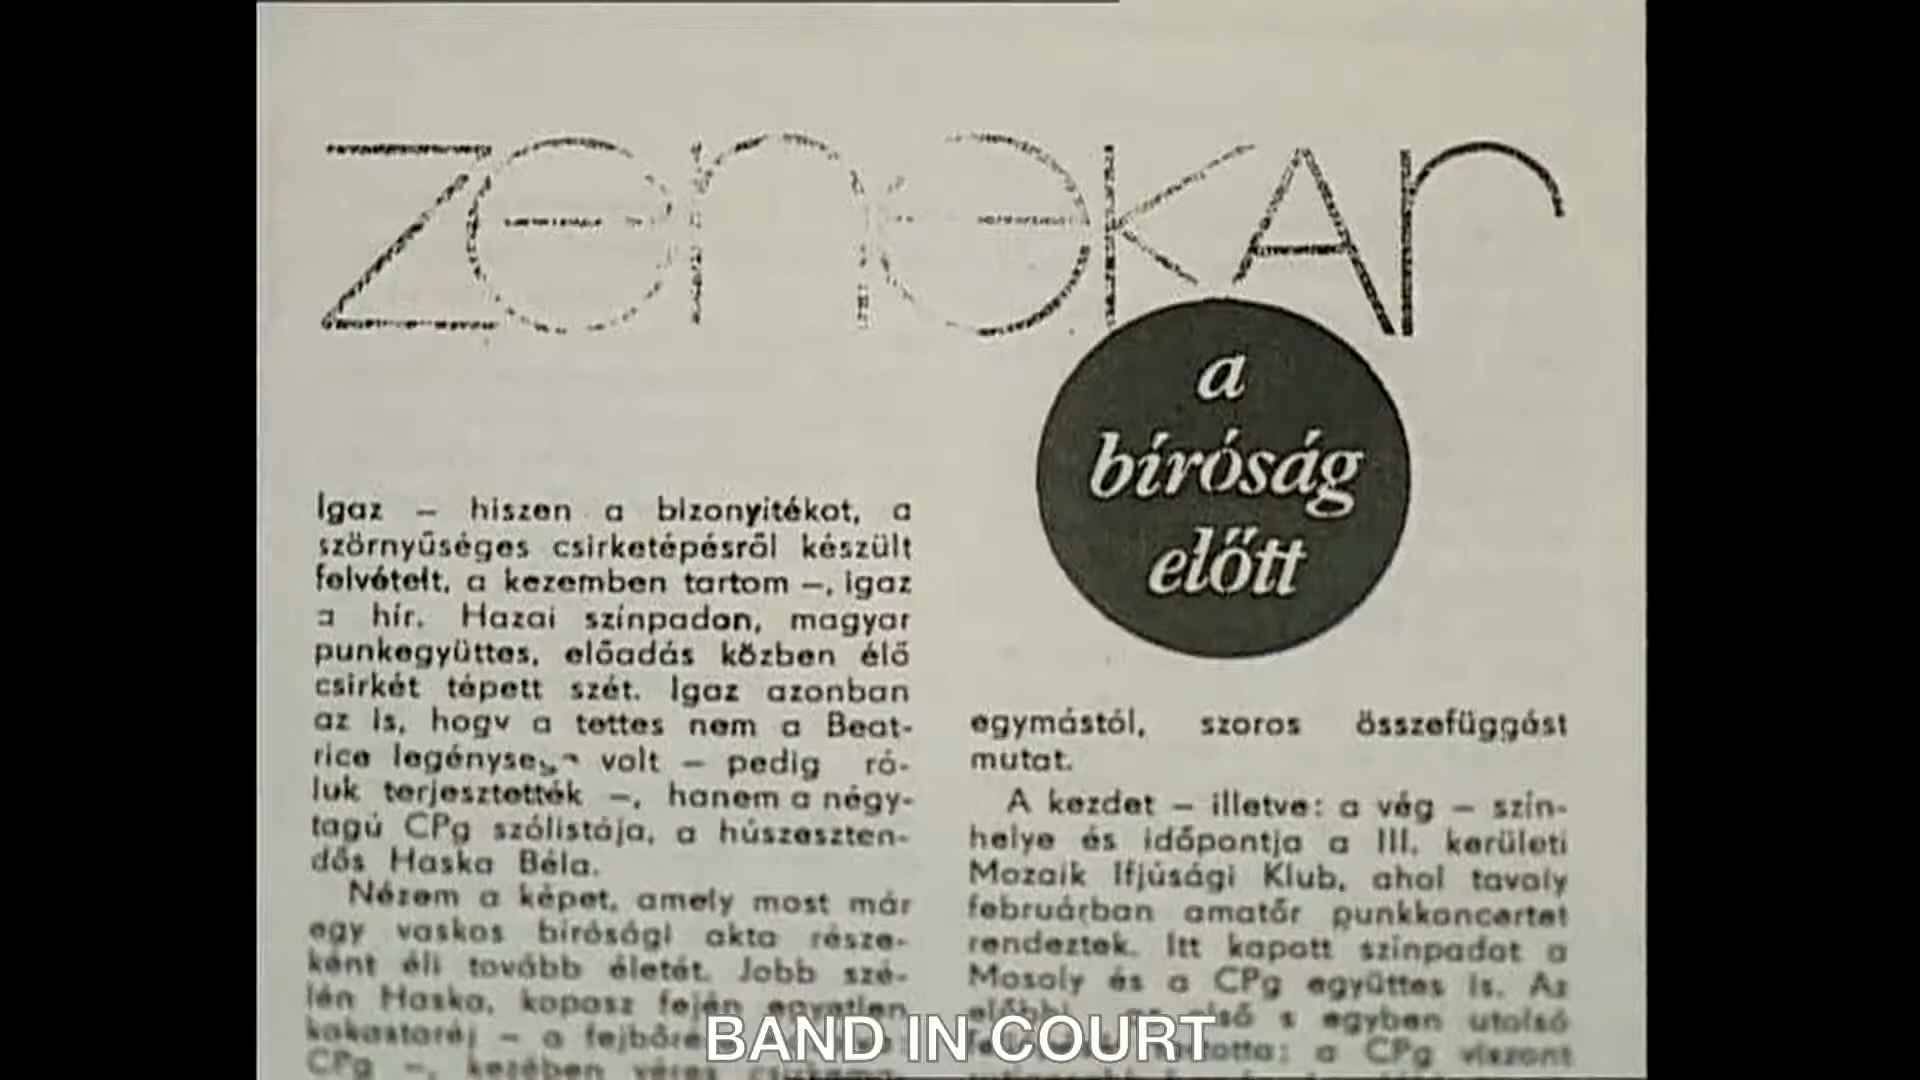 zenekAr
a
bíróság
előtt
Igaz – hiszen a bizonyítékot, a
szörnyűséges csirketépésről készült
felvételt, a kezemben tartom –, igaz
a hír. Hazai színpadon, magyar
punkegyüttes, előadás közben élő
csirkét tépett szét. Igaz azonban
az is, hogy a tettes nem a Beat-
rice legénysége volt – pedig ró-
luk terjesztették –, hanem a négy-
tagú CPg szólistája, a húszeszten-
dős Haska Béla.
Nézem a képet, amely most már
egy vaskos bírósági akta része-
ként éli tovább életét. Jobb szé-
lén Haska, kopasz fején egyetlen
kakastaréj – a
CPg –, kezében véres
egymástól, szoros összefüggést
mutat.
A kezdet – illetve: a vég – szín-
helye és időpontja a III. kerületi
Mozaik Ifjúsági Klub, ahol tavaly
februárban amatőr punkkoncertet
rendeztek. Itt kapott színpadot a
Mosoly és a CPg együttes is. Az
s egyben utolsó
a CPg viszont
BAND IN COURT